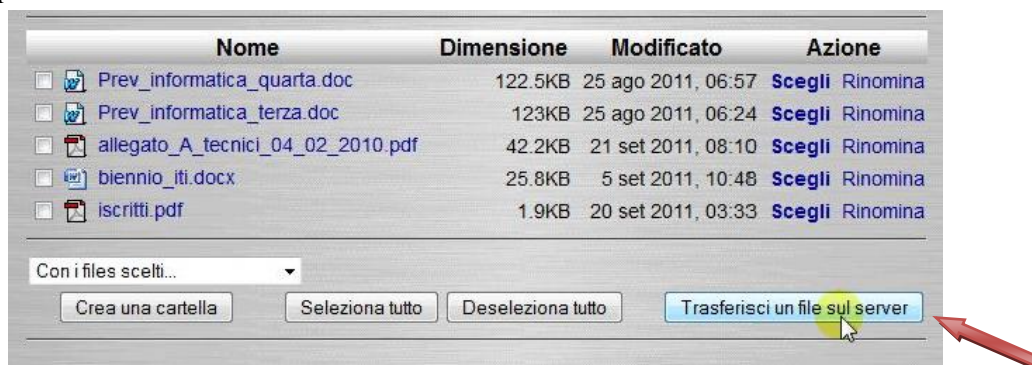 Nome Dimensione Modificato Azione
Prev_informatica_quarta.doc 122.5KB 25 ago 2011, 06:57 Scegli Rinomina
Prev_informatica_terza.doc 123KB 25 ago 2011, 06:24 Scegli Rinomina
allegato_A_tecnici_04_02_2010.pdf 42.2KB 21 set 2011, 08:10 Scegli Rinomina
biennio_iti.docx 25.8KB 5 set 2011, 10:48 Scegli Rinomina
iscritti.pdf 1.9KB 20 set 2011, 03:33 Scegli Rinomina
Con i files scelti...
Crea una cartella Seleziona tutto Deseleziona tutto Trasferisci un file sul server